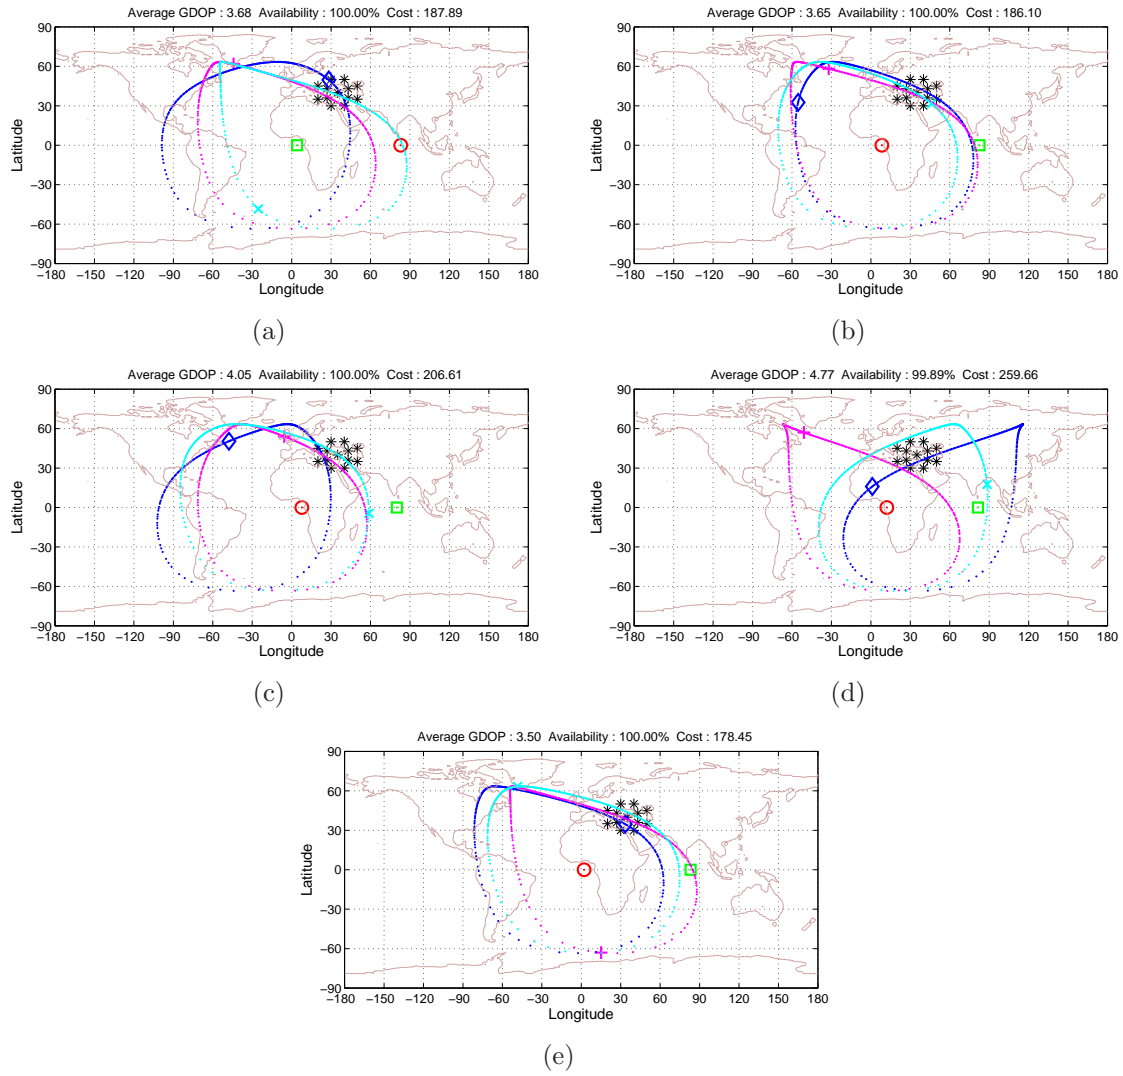 Average GDOP : 3.68 Availability : 100.00% Cost : 187.89
90
60
30
0
−30
−60
−90
Latitude
−180 −150 −120 −90 −60 −30 0 30 60 90 120 150 180
Longitude
(a)
Average GDOP : 3.65 Availability : 100.00% Cost : 186.10
90
60
30
0
−30
−60
−90
Latitude
−180 −150 −120 −90 −60 −30 0 30 60 90 120 150 180
Longitude
(b)
Average GDOP : 4.05 Availability : 100.00% Cost : 206.61
90
60
30
0
−30
−60
−90
Latitude
−180 −150 −120 −90 −60 −30 0 30 60 90 120 150 180
Longitude
(c)
Average GDOP : 4.77 Availability : 99.89% Cost : 259.66
90
60
30
0
−30
−60
−90
Latitude
−180 −150 −120 −90 −60 −30 0 30 60 90 120 150 180
Longitude
(d)
Average GDOP : 3.50 Availability : 100.00% Cost : 178.45
90
60
30
0
−30
−60
−90
Latitude
−180 −150 −120 −90 −60 −30 0 30 60 90 120 150 180
Longitude
(e)